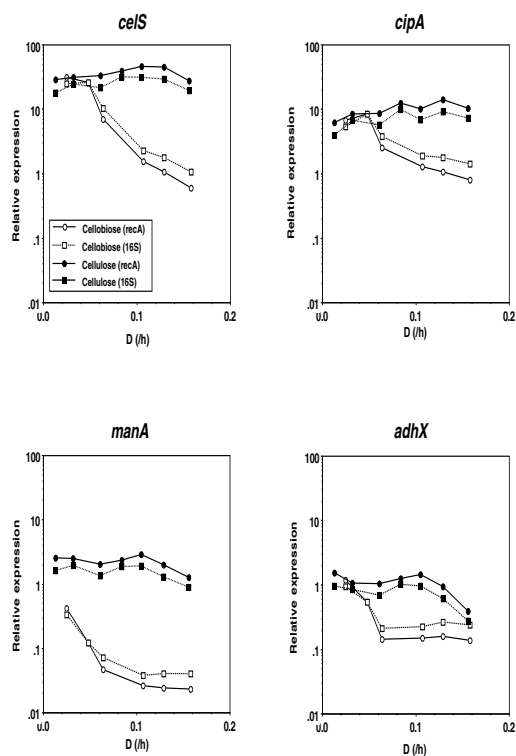 celS
cipA
100
10
1
.1
.01
Relative expression
Cellobiose (recA)
Cellobiose (16S)
Cellulose (recA)
Cellulose (16S)
0.0
0.1
0.2
D (/h)
100
10
1
.1
.01
Relative expression
0.0
0.1
0.2
D (/h)
manA
adhX
100
10
1
.1
.01
Relative expression
0.0
0.1
0.2
D (/h)
100
10
1
.1
.01
Relative expression
0.0
0.1
0.2
D (/h)